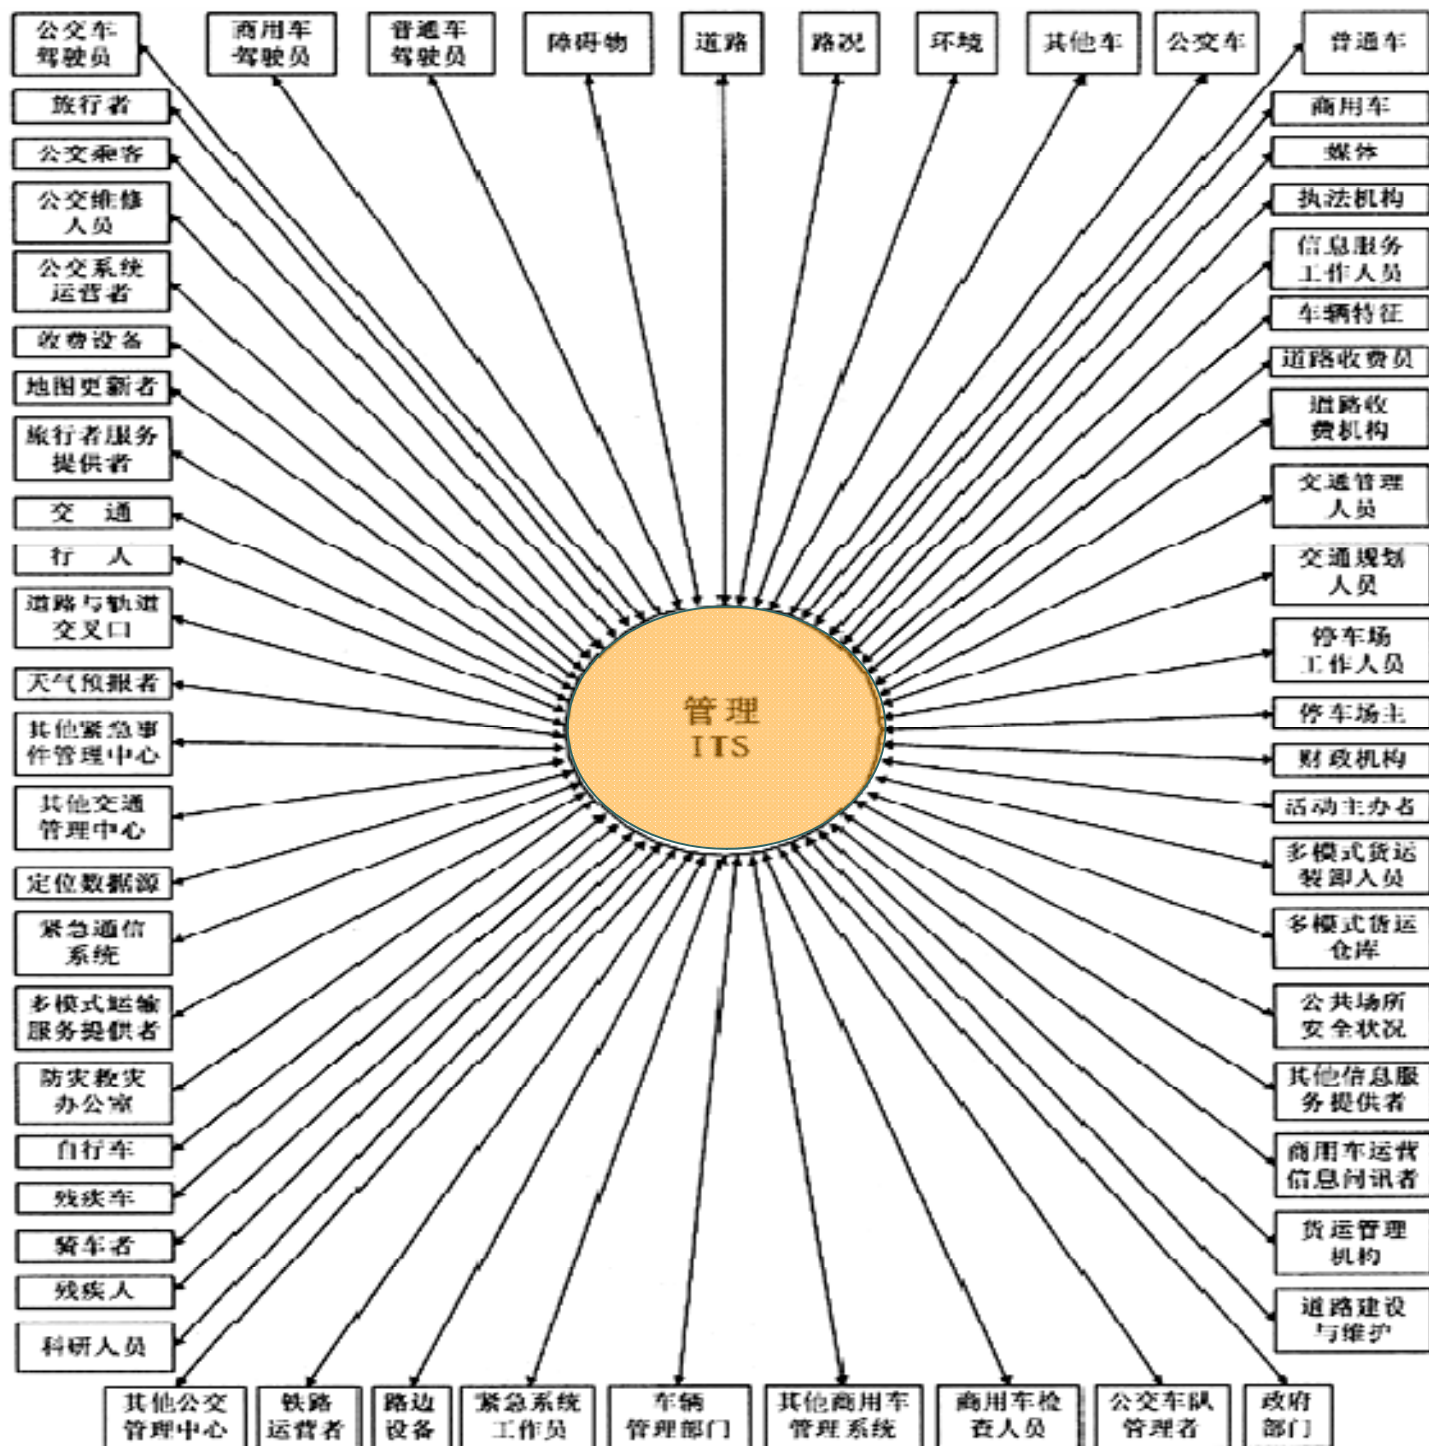 公交车
驾驶员
商用车
驾驶员
普通车
驾驶员
障碍物
道路
路况
环境
其他车
公交车
普通车
旅行者
公交乘客
公交维修
人员
公交系统
运营者
收费设备
地图更新者
旅行者服务
提供者
交 通
行 人
道路与轨道
交叉口
天气预报者
其他紧急事
件管理中心
其他交通
管理中心
定位数据源
紧急通信
系统
多模式运输
服务提供者
防灾救灾
办公室
自行车
残疾车
骑车者
残疾人
科研人员
管理
ITS
商用车
媒体
执法机构
信息服务
工作人员
车辆特征
道路收费员
道路收
费机构
交通管理
人员
交通规划
人员
停车场
工作人员
停车场主
财政机构
活动主办者
多模式货运
装卸人员
多模式货运
仓库
公共场所
安全状况
其他信息服
务提供者
商用车运营
信息问讯者
货运管理
机构
道路建设
与维护
其他公交
管理中心
铁路
运营者
路边
设备
紧急系统
工作员
车辆
管理部门
其他商用车
管理系统
商用车检
查人员
公交车队
管理者
政府
部门